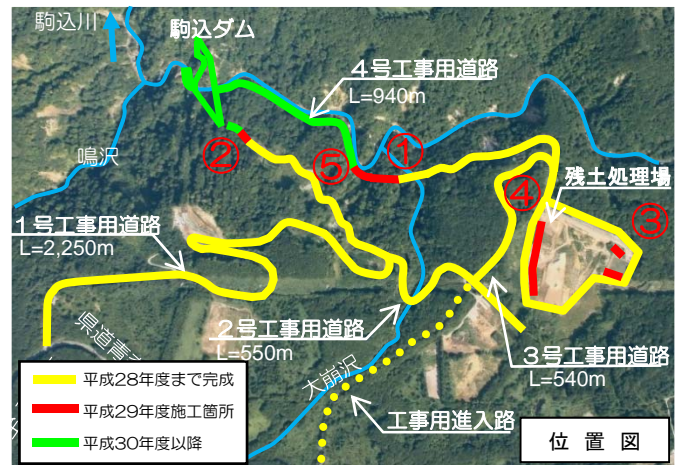 駒込川
駒込ダム
4号工事用道路
L=940m
鳴沢
②
⑤
①
④
残土処理場
③
1号工事用道路
L=2,250m
2号工事用道路
L=550m
3号工事用道路
L=540m
県道青
大崩沢
工事用進入路
平成28年度まで完成
平成29年度施工箇所
平成30年度以降
位置図